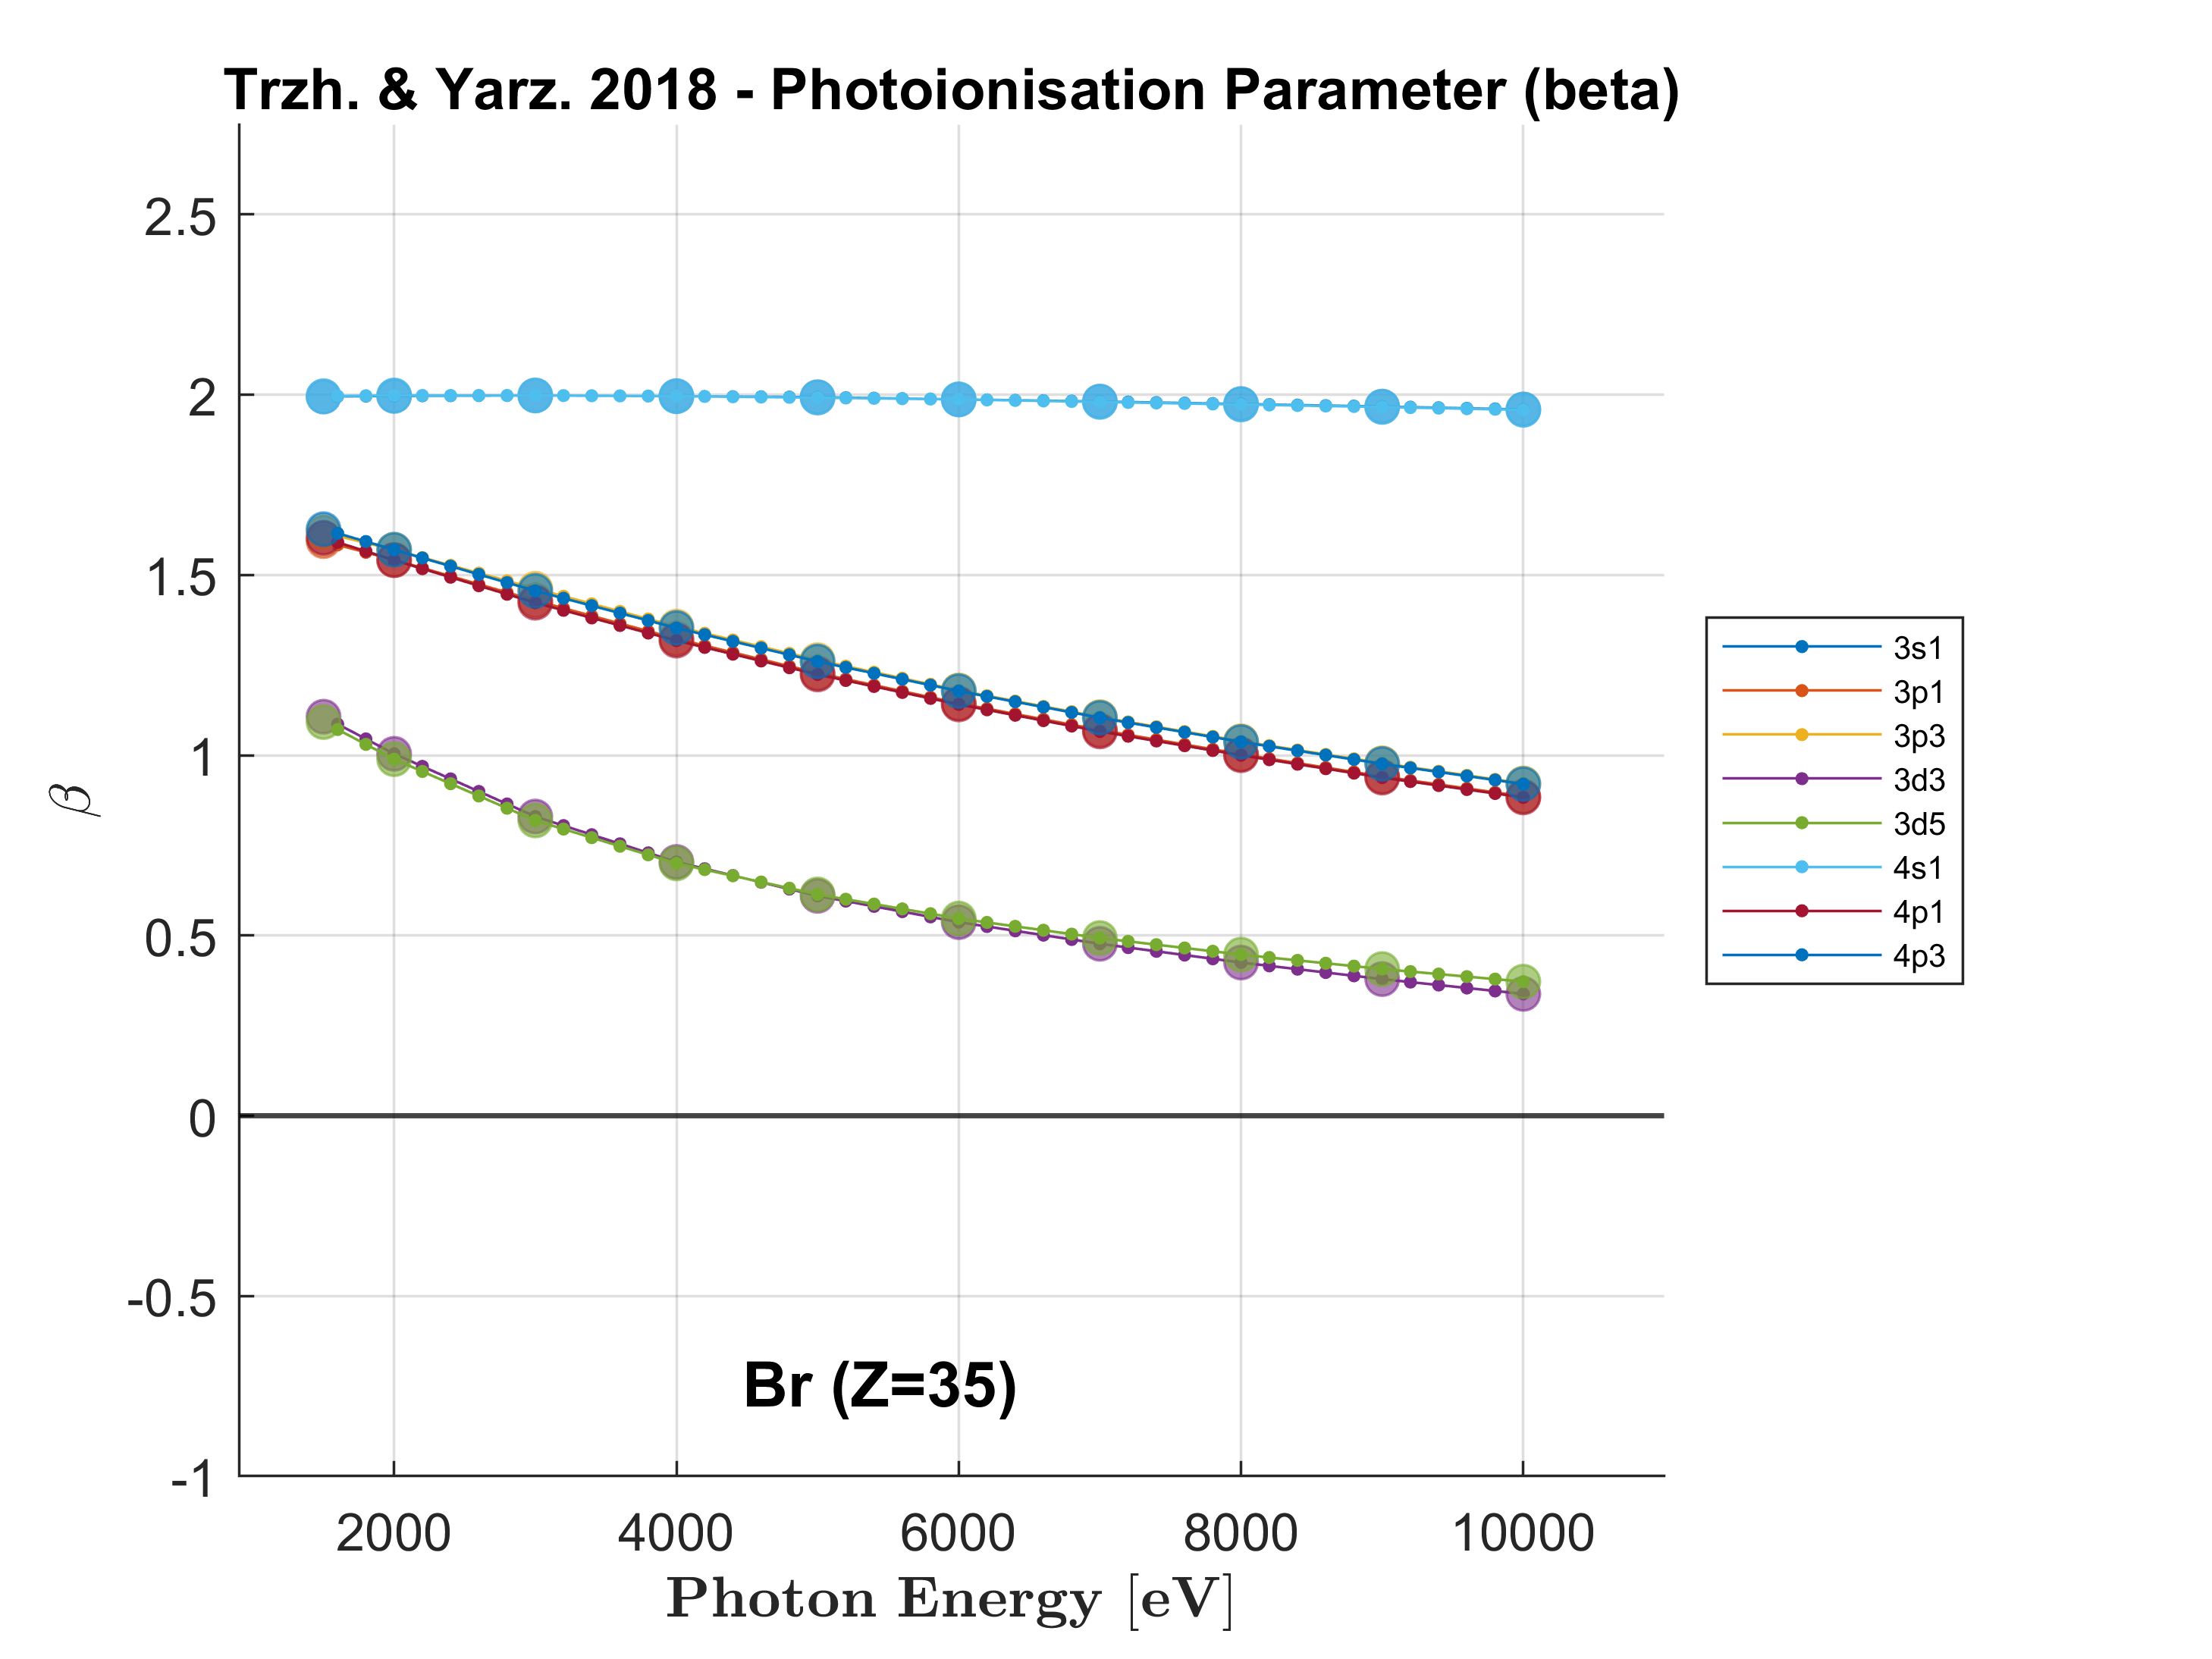 Trzh. & Yarz. 2018 - Photoionisation Parameter (beta)
2.5
2
1.5
1
0.5
0
-0.5
-1
β
Br (Z=35)
2000 4000 6000 8000 10000
Photon Energy [eV]
3s1
3p1
3p3
3d3
3d5
4s1
4p1
4p3